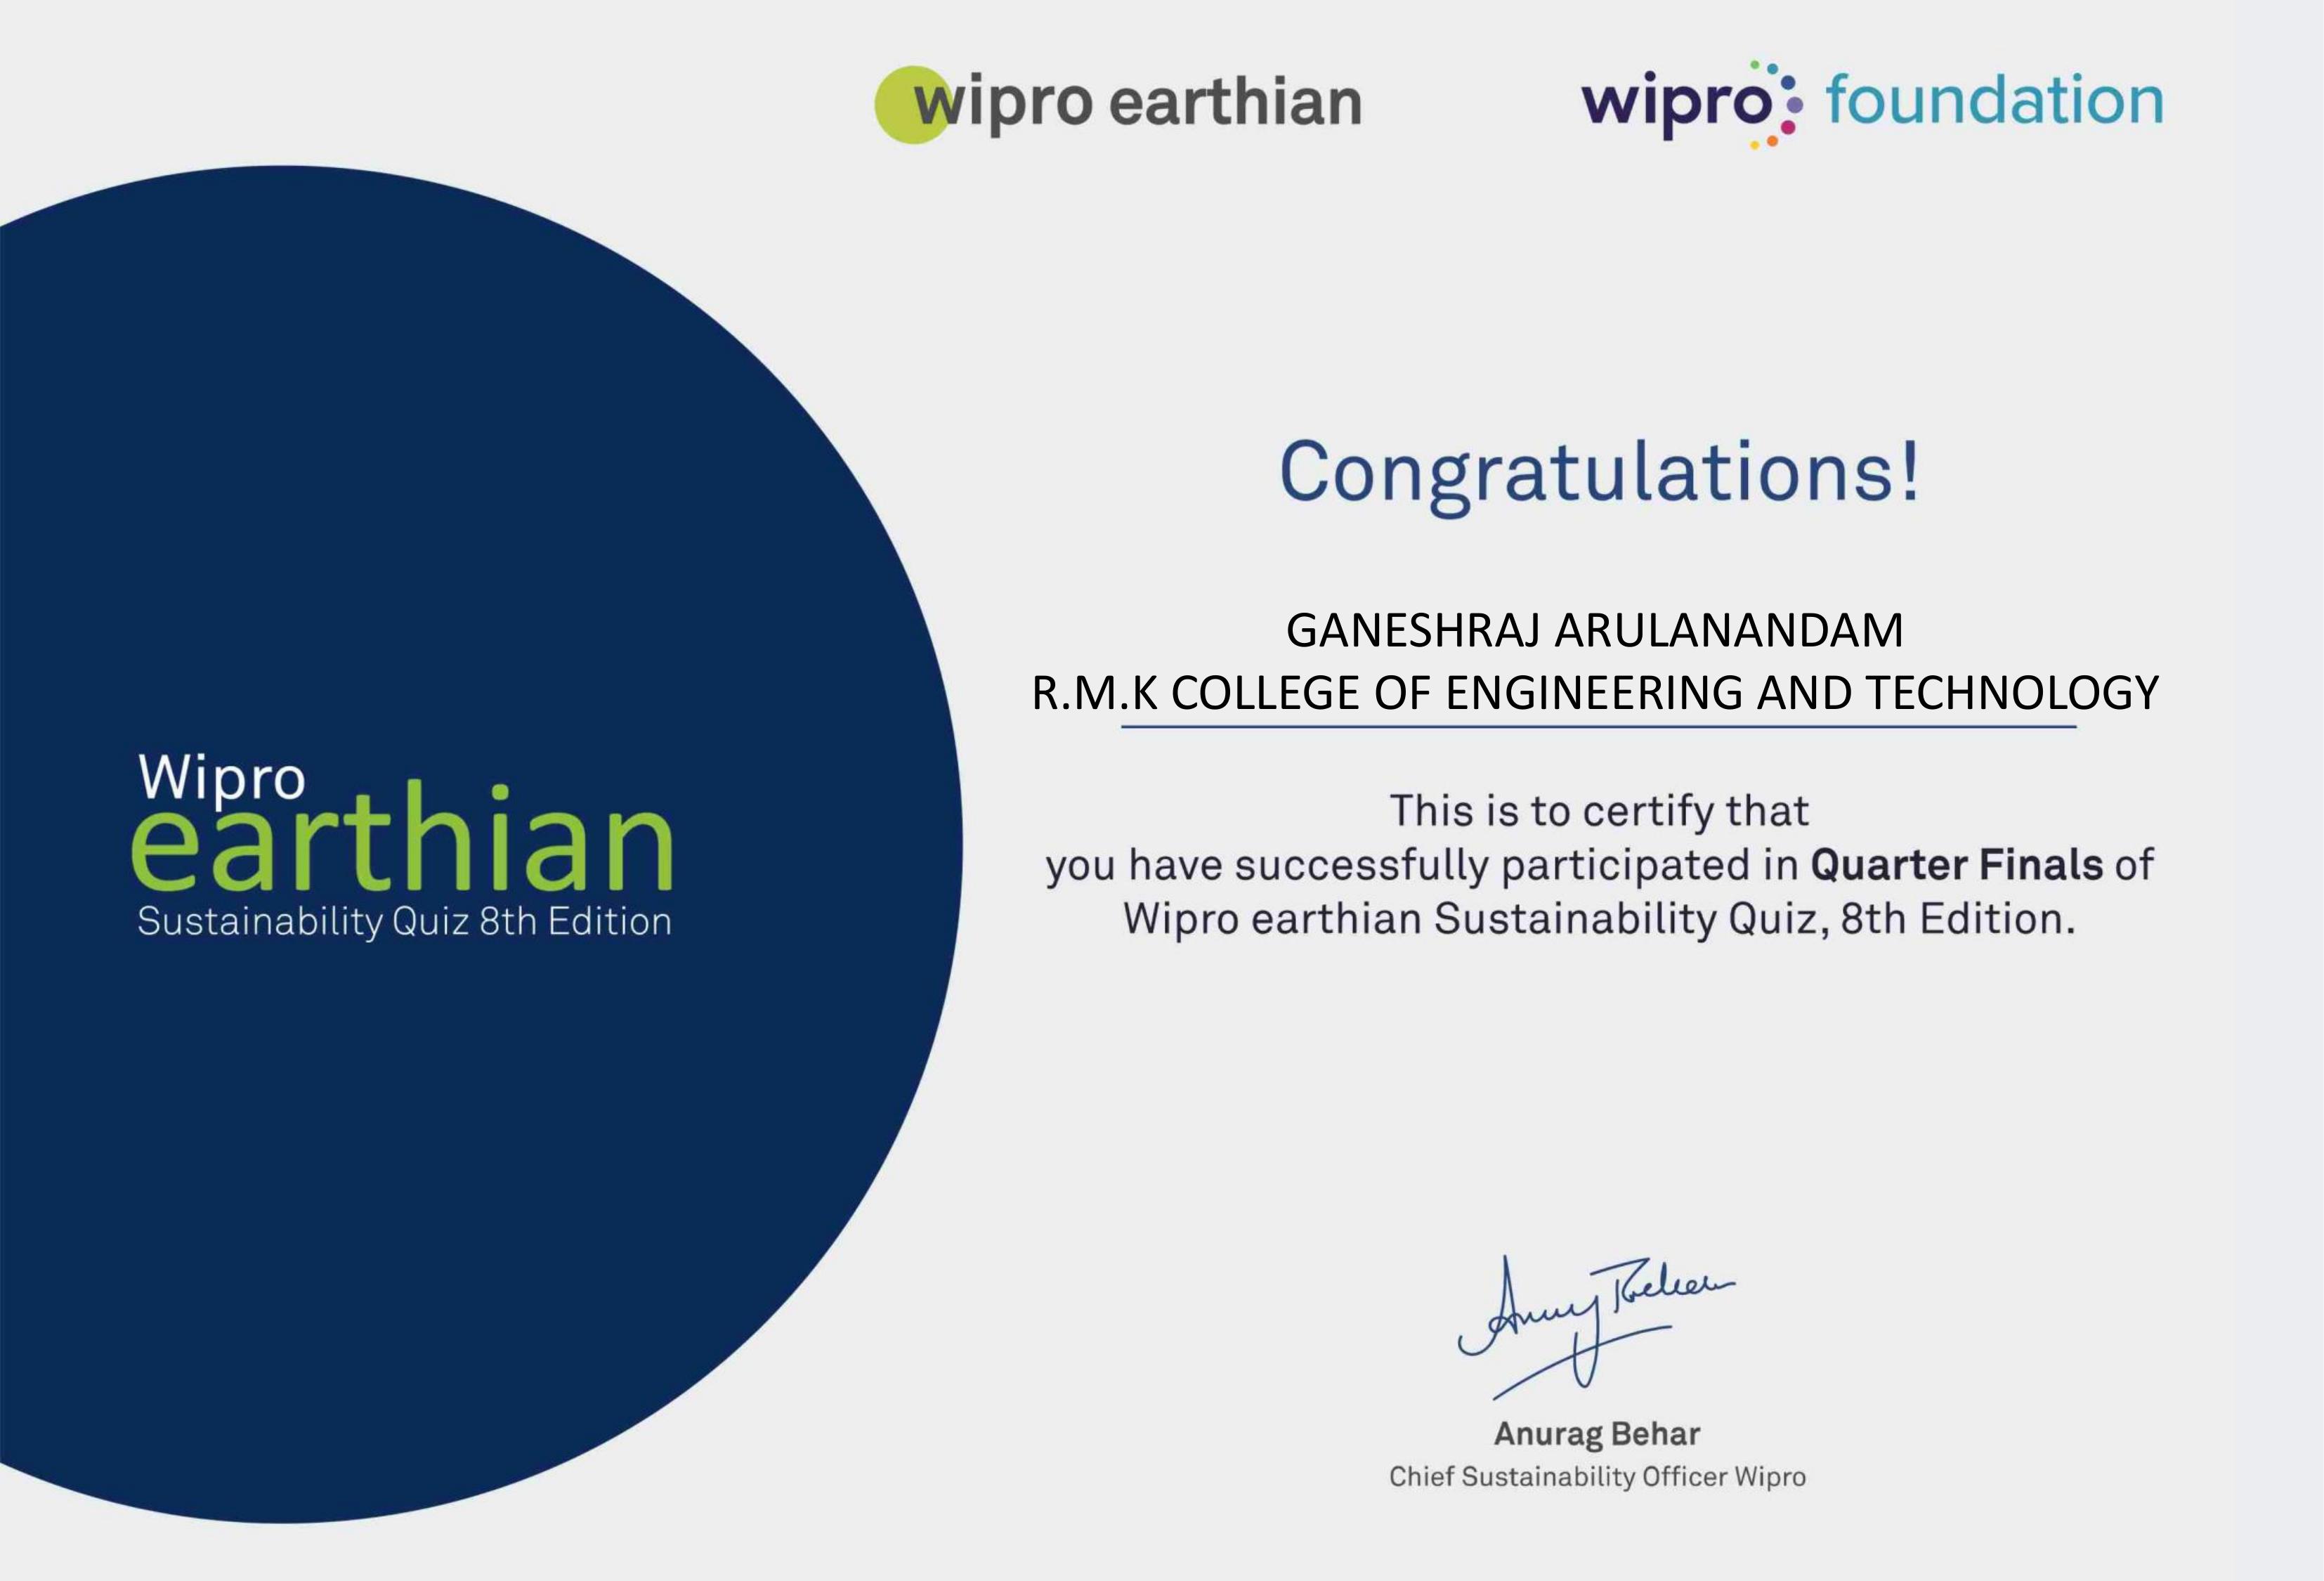 wipro earthian
wipro foundation
Congratulations!
GANESHRAJ ARULANANDAM
R.M.K COLLEGE OF ENGINEERING AND TECHNOLOGY
Wipro
earthian
Sustainability Quiz 8th Edition
This is to certify that
you have successfully participated in Quarter Finals of
Wipro earthian Sustainability Quiz, 8th Edition.
Anurag Behar
Chief Sustainability Officer Wipro